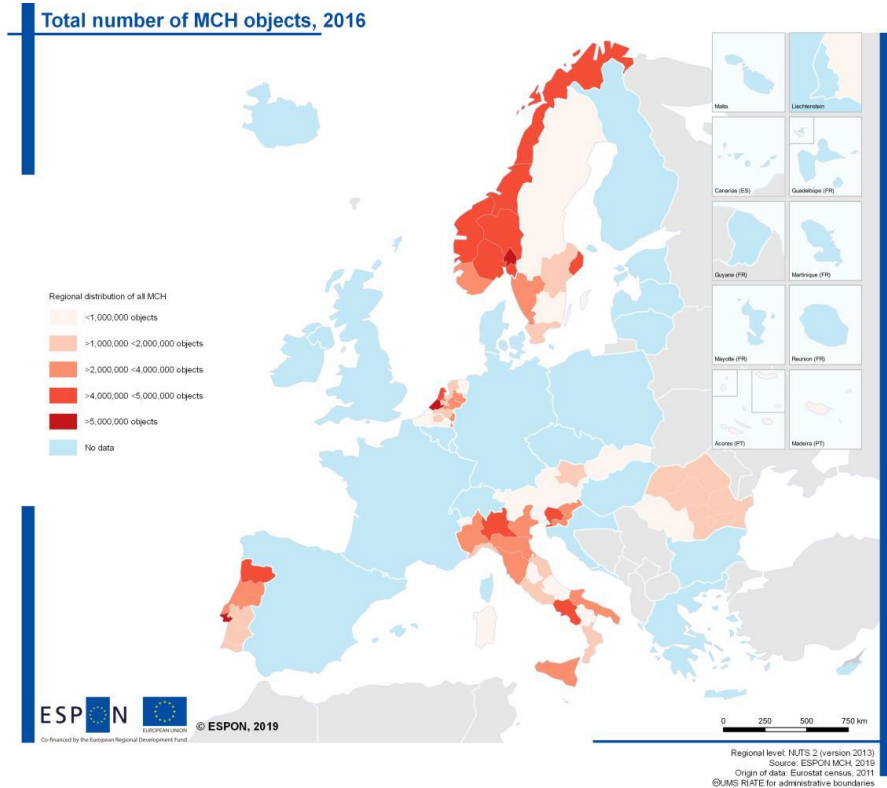 Total number of MCH objects, 2016
Malta
Liechtenstein
Canarias (ES)
Guadeloupe (FR)
Guyane (FR)
Martinique (FR)
Mayotte (FR)
Reunion (FR)
Acores (PT)
Madeira (PT)
Regional distribution of all MCH
<1,000,000 objects
>1,000,000 <2,000,000 objects
>2,000,000 <4,000,000 objects
>4,000,000 <5,000,000 objects
>5,000,000 objects
No data
ESPON
EUROPEAN UNION
© ESPON, 2019
Co-financed by the European Regional Development Fund
0 250 500 750 km
Regional level: NUTS 2 (version 2013)
Source: ESPON MCH, 2019
Origin of data: Eurostat census, 2011
©UMS RIATE for administrative boundaries